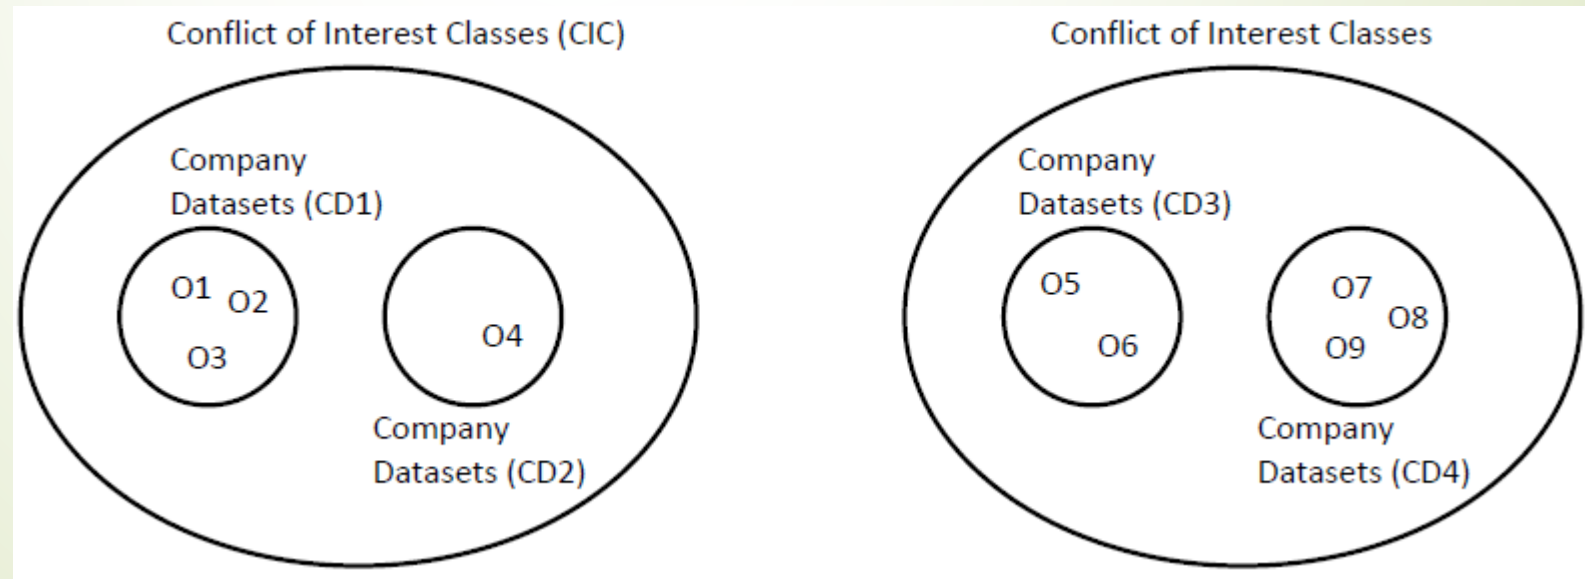 Conflict of Interest Classes (CIC)
Company
Datasets (CD1)
O1
O2
O3
O4
Company
Datasets (CD2)
Conflict of Interest Classes
Company
Datasets (CD3)
O5
O6
O7
O8
O9
Company
Datasets (CD4)